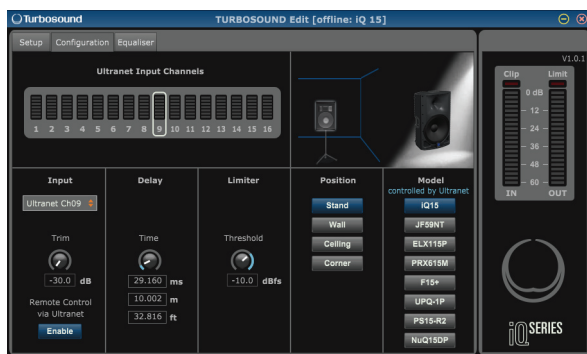 Turbosound
TURBOSOUND Edit [offline: iQ 15]
Setup Configuration Equaliser
V1.0.1
Ultranet Input Channels
1 2 3 4 5 6 7 8 9 10 11 12 13 14 15 16
Clip Limit
0 dB
- 12 -
- 24 -
- 36 -
- 48 -
- 60 -
IN OUT
Input
Ultranet Ch09
Trim
-30.0 dB
Remote Control
via Ultranet
Enable
Delay
Time
29.160 ms
10.002 m
32.816 ft
Limiter
Threshold
-10.0 dBfs
Position
Stand
Wall
Ceiling
Corner
Model
controlled by Ultranet
iQ15
JF59NT
ELX115P
PRX615M
F15+
UPQ-1P
PS15-R2
NuQ15DP
iQ SERIES